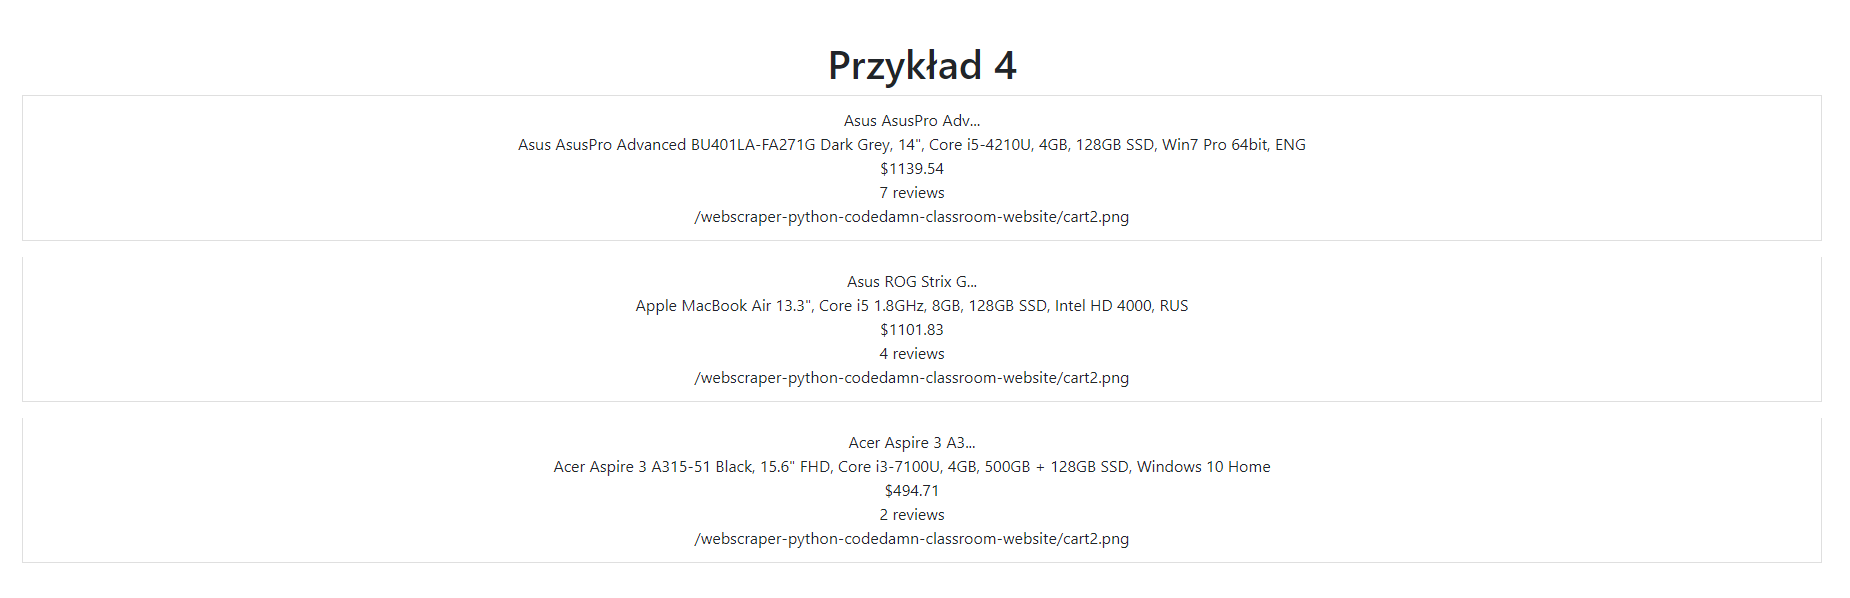 Przykład 4
Asus AsusPro Adv...
Asus AsusPro Advanced BU401LA-FA271G Dark Grey, 14", Core i5-4210U, 4GB, 128GB SSD, Win7 Pro 64bit, ENG
$1139.54
7 reviews
/webscraper-python-codedamn-classroom-website/cart2.png
Asus ROG Strix G...
Apple MacBook Air 13.3", Core i5 1.8GHz, 8GB, 128GB SSD, Intel HD 4000, RUS
$1101.83
4 reviews
/webscraper-python-codedamn-classroom-website/cart2.png
Acer Aspire 3 A3...
Acer Aspire 3 A315-51 Black, 15.6" FHD, Core i3-7100U, 4GB, 500GB + 128GB SSD, Windows 10 Home
$494.71
2 reviews
/webscraper-python-codedamn-classroom-website/cart2.png